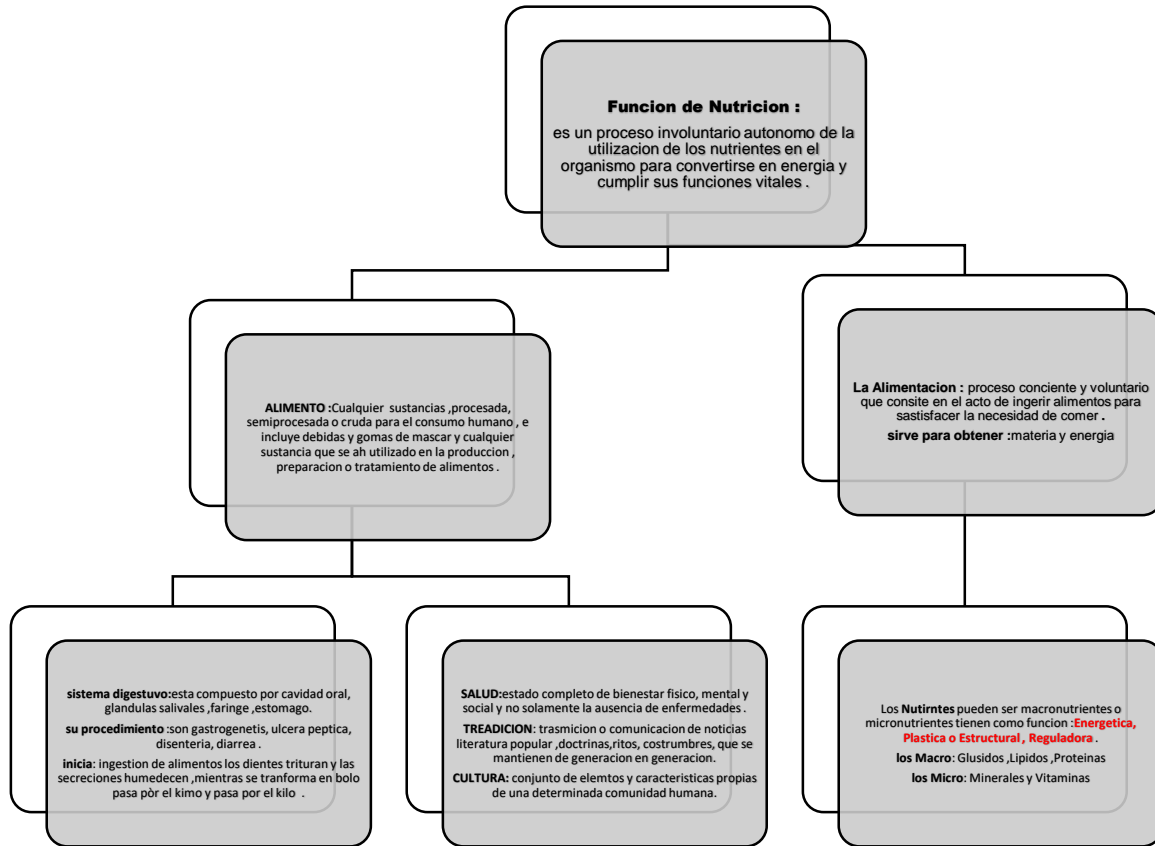 Funcion de Nutricion :
es un proceso involuntario autonomo de la
utilizacion de los nutrientes en el
organismo para convertirse en energia y
cumplir sus funciones vitales .
ALIMENTO :Cualquier sustancias ,procesada,
semiprocesada o cruda para el consumo humano , e
incluye debidas y gomas de mascar y cualquier
sustancia que se ah utilizado en la produccion ,
preparacion o tratamiento de alimentos .
La Alimentacion : proceso conciente y voluntario
que consite en el acto de ingerir alimentos para
sastisfacer la necesidad de comer .
sirve para obtener :materia y energia
sistema digestuvo:esta compuesto por cavidad oral,
glandulas salivales ,faringe ,estomago.
su procedimiento :son gastrogenetis, ulcera peptica,
disenteria, diarrea .
inicia: ingestion de alimentos los dientes trituran y las
secreciones humedecen ,mientras se tranforma en bolo
pasa pòr el kimo y pasa por el kilo .
SALUD:estado completo de bienestar fisico, mental y
social y no solamente la ausencia de enfermedades .
TREADICION: trasmicion o comunicacion de noticias
literatura popular ,doctrinas,ritos, costrumbres, que se
mantienen de generacion en generacion.
CULTURA: conjunto de elemtos y caracteristicas propias
de una determinada comunidad humana.
Los Nutirntes pueden ser macronutrientes o
micronutrientes tienen como funcion :Energetica,
Plastica o Estructural , Reguladora .
los Macro: Glusidos ,Lipidos ,Proteinas
los Micro: Minerales y Vitaminas